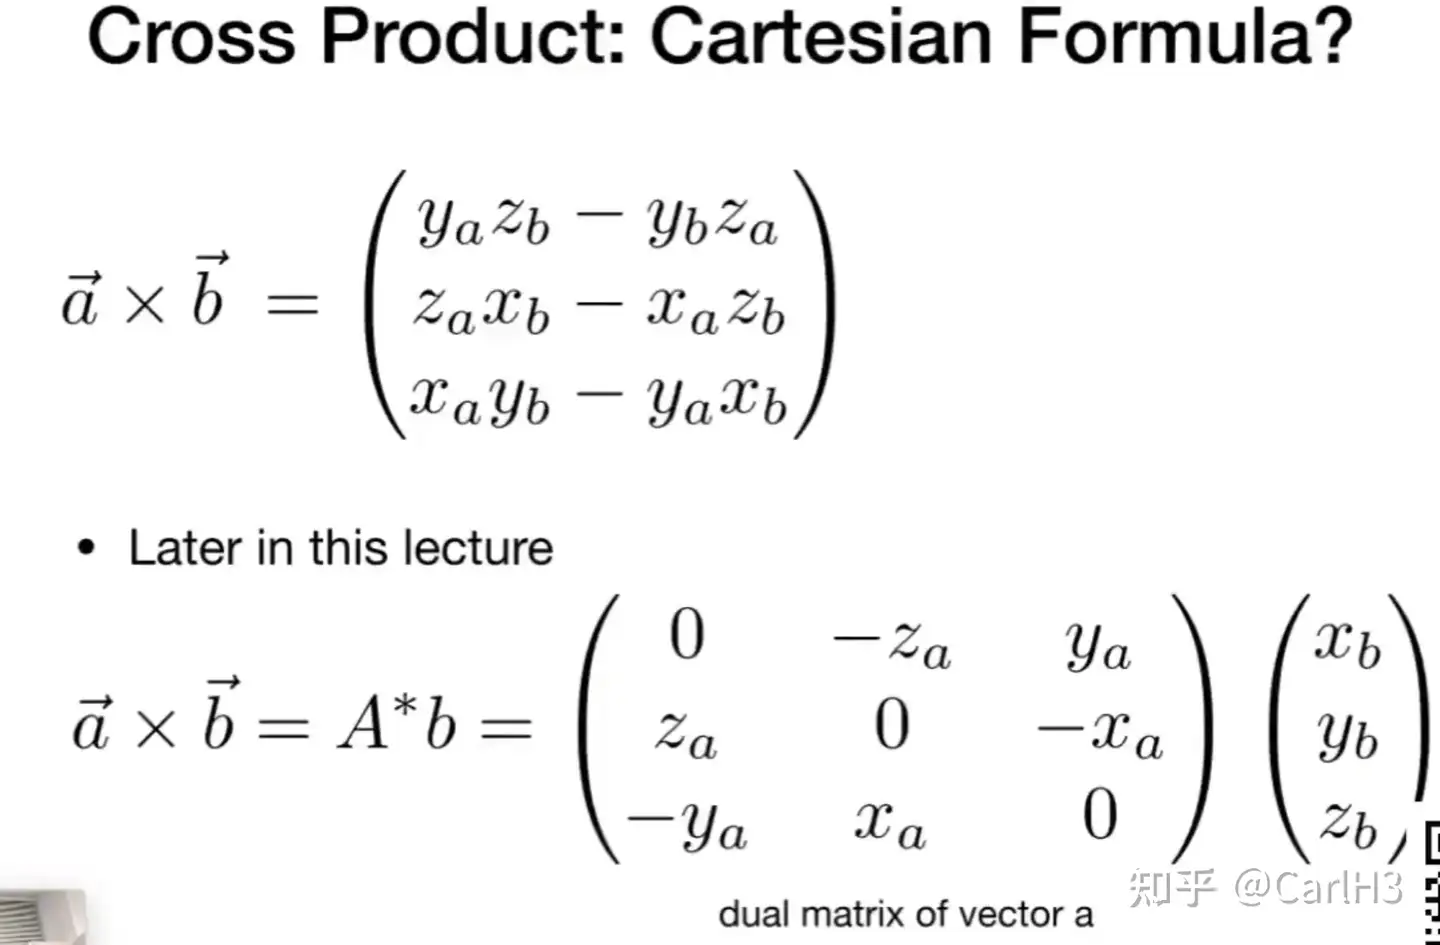 Cross Product: Cartesian Formula?
$\vec{a} \times \vec{b} = \begin{pmatrix} y_a z_b - y_b z_a \\ z_a x_b - x_a z_b \\ x_a y_b - y_a x_b \end{pmatrix}$
• Later in this lecture
$\vec{a} \times \vec{b} = A^* b = \begin{pmatrix} 0 & -z_a & y_a \\ z_a & 0 & -x_a \\ -y_a & x_a & 0 \end{pmatrix} \begin{pmatrix} x_b \\ y_b \\ z_b \end{pmatrix}$
知乎 @CarlH3
dual matrix of vector a